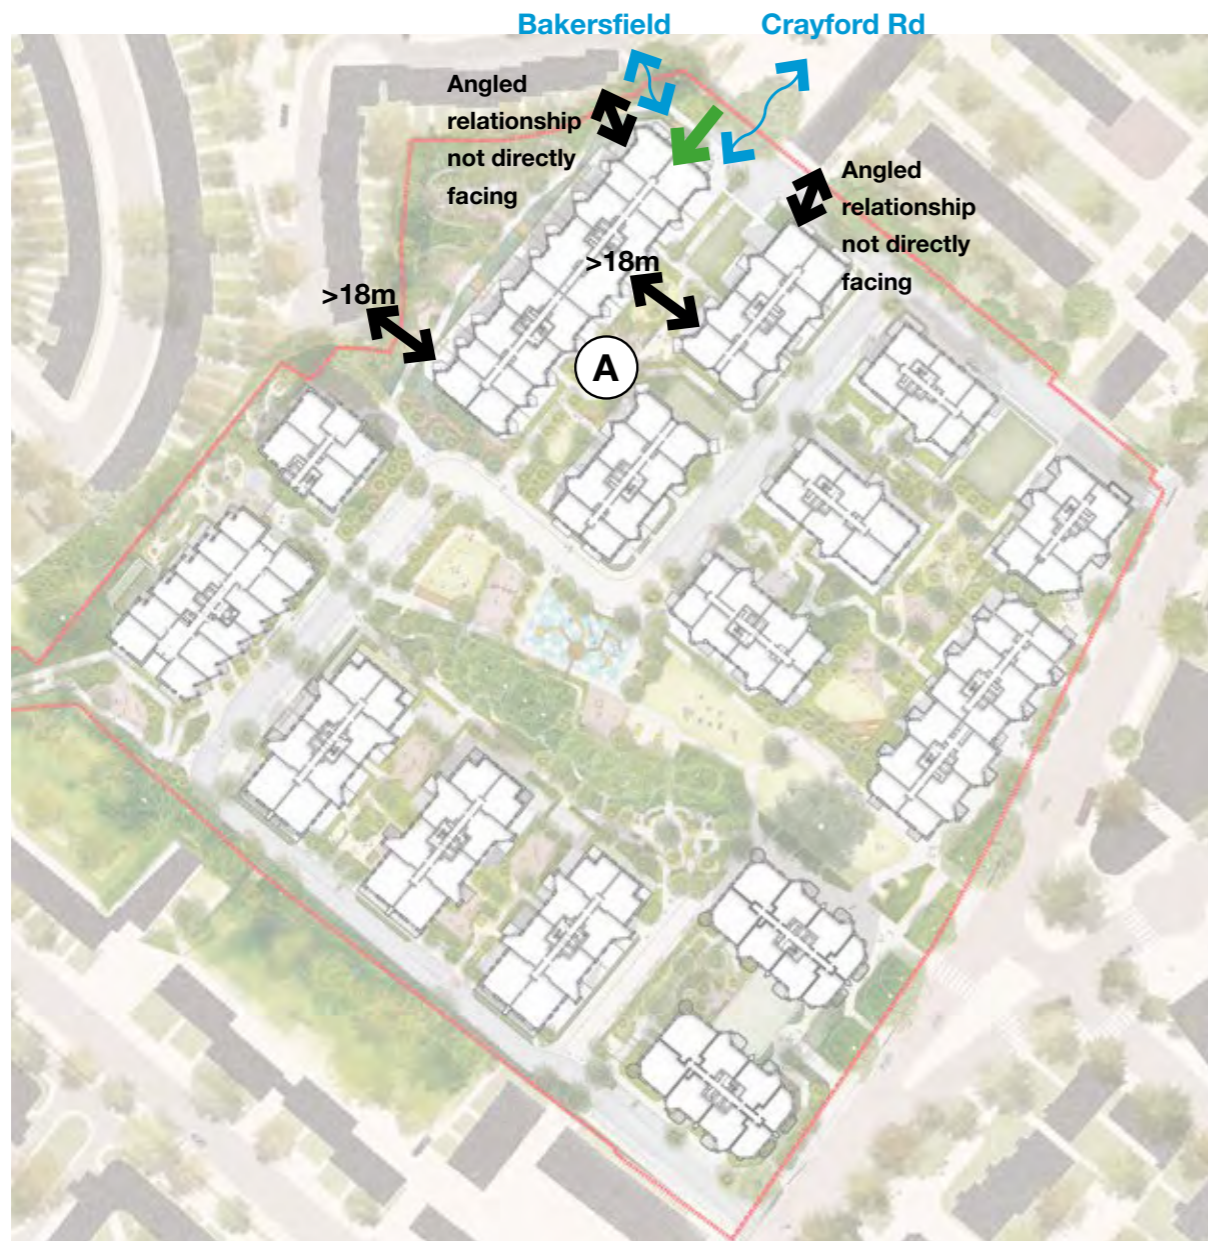 Bakersfield
Crayford Rd
Angled
relationship
not directly
facing
Angled
relationship
not directly
facing
>18m
>18m
A